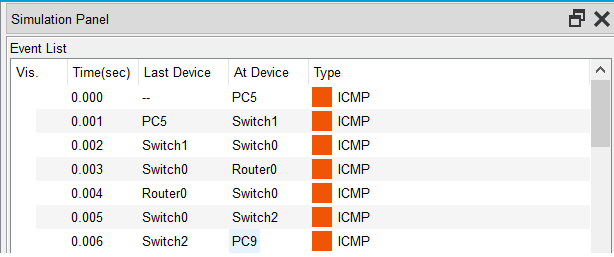 Simulation Panel
Event List
Vis. Time(sec) Last Device At Device Type
0.000 -- PC5 ICMP
0.001 PC5 Switch1 ICMP
0.002 Switch1 Switch0 ICMP
0.003 Switch0 Router0 ICMP
0.004 Router0 Switch0 ICMP
0.005 Switch0 Switch2 ICMP
0.006 Switch2 PC9 ICMP